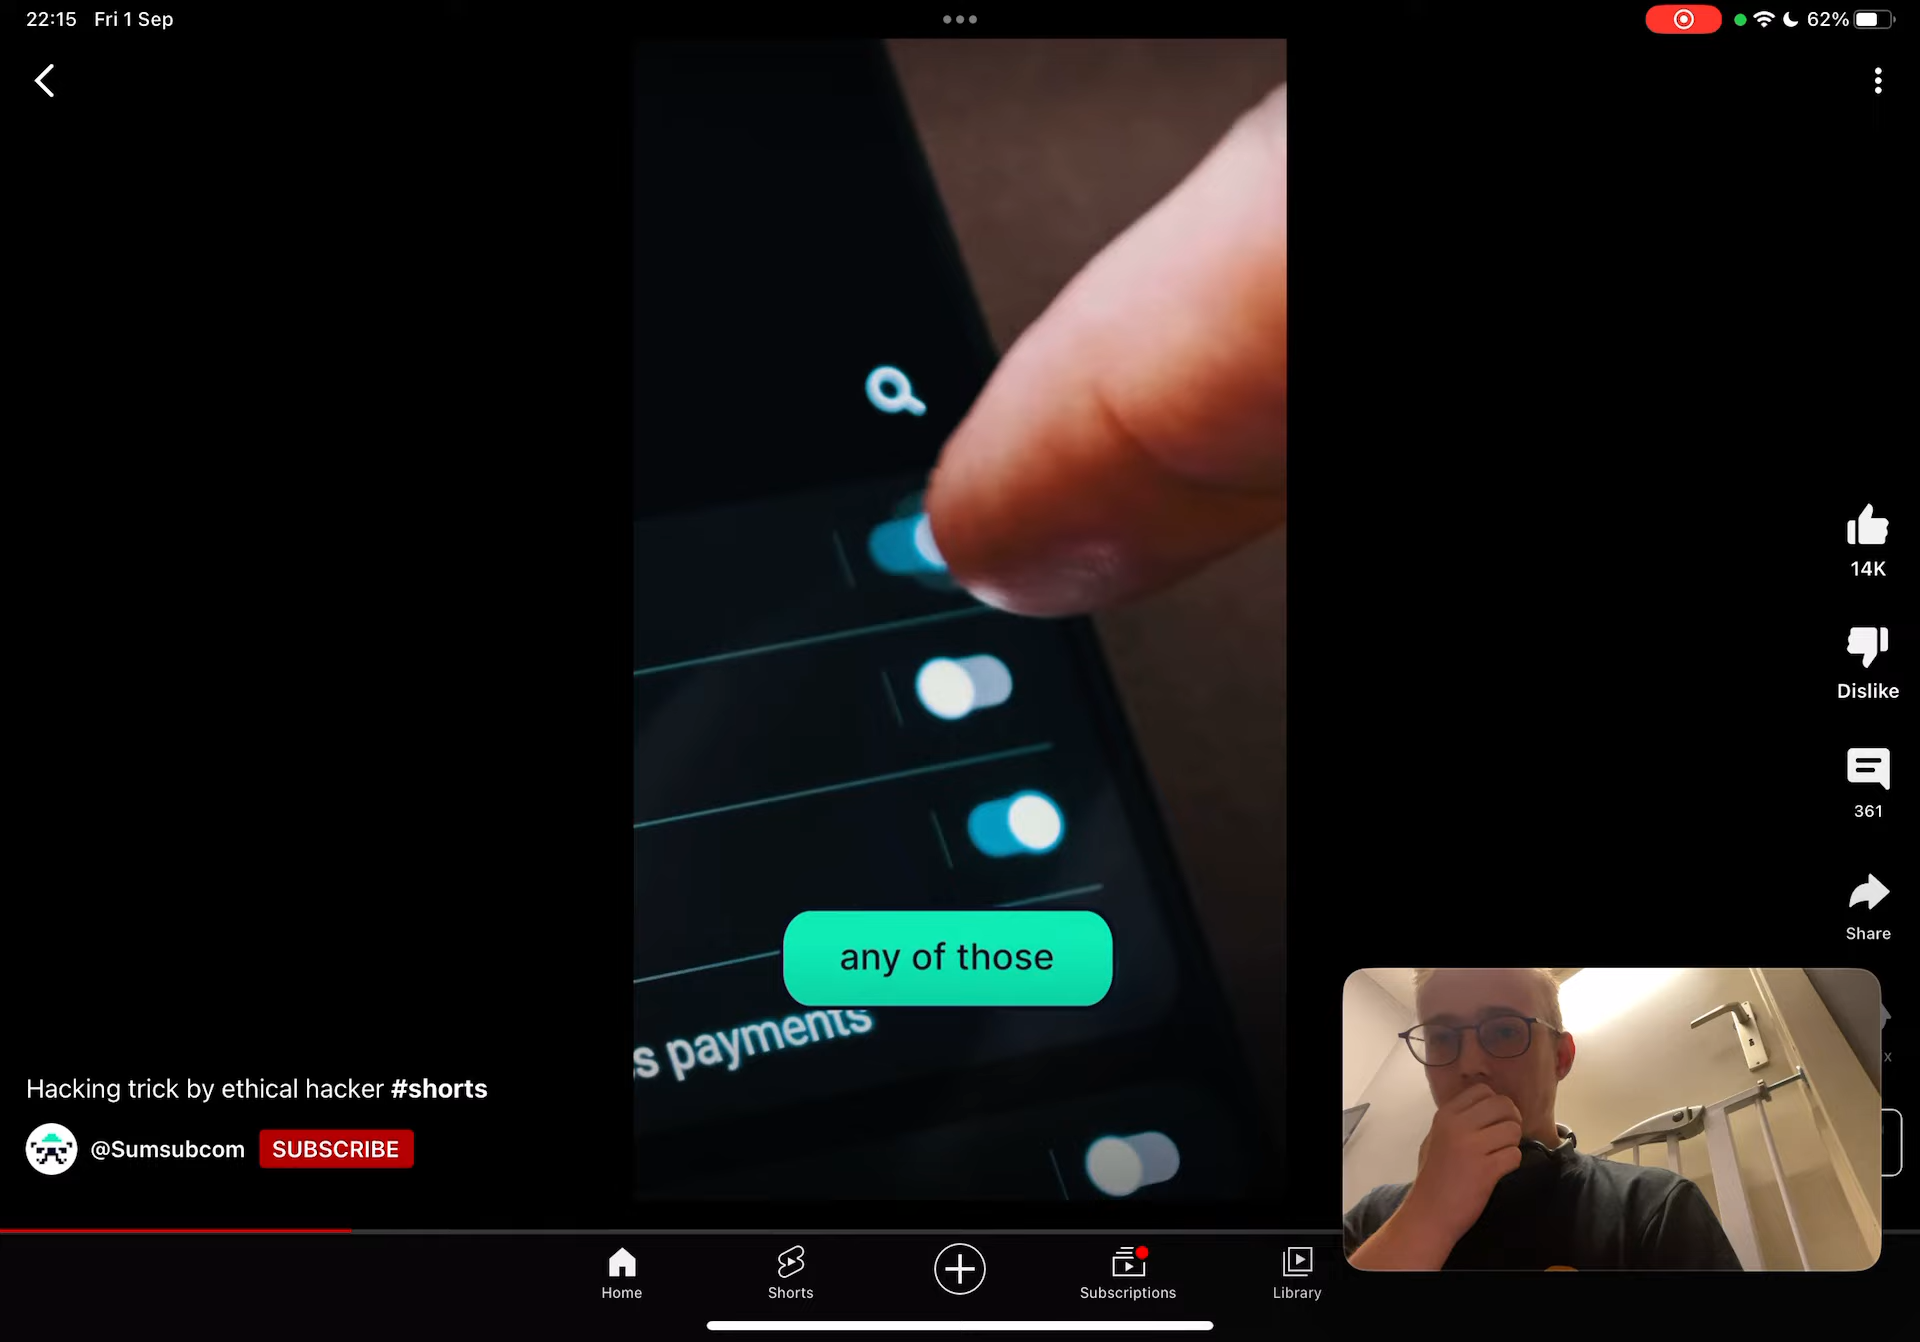 22:15 Fri 1 Sep
62%
14K
Dislike
361
Share
any of those
s payments
x
Hacking trick by ethical hacker #shorts
@Sumsubcom SUBSCRIBE
Home
Shorts
Subscriptions
Library